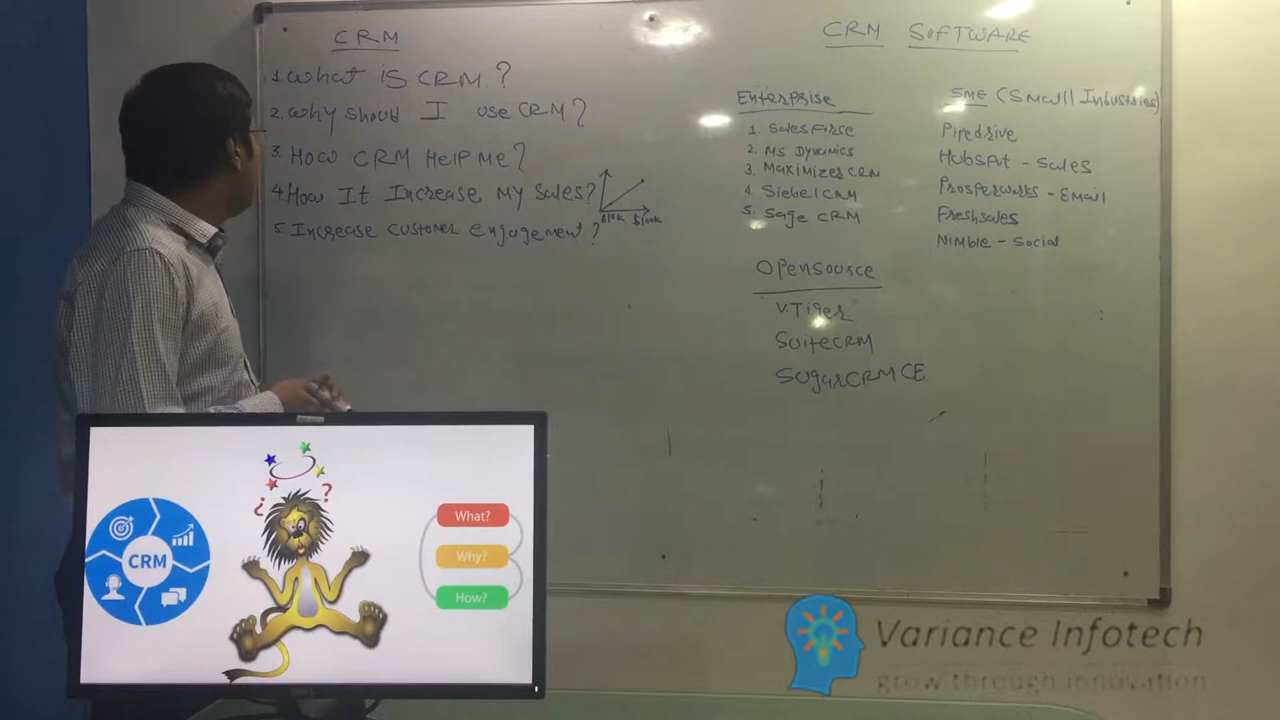 CRM
1. What is CRM?
2. Why should I use CRM?
3. How CRM Help Me?
4. How It Increase My Sales?
$10K $100K
5. Increase customer engagement?
CRM SOFTWARE
Enterprise
1. SalesForce
2. MS Dynamics
3. Maximizer CRM
4. Siebel CRM
5. Sage CRM
SME (Small Industries)
Pipedrive
HubSpot - Sales
Prosperworks - Email
Freshsales
Nimble - Social
Opensource
V.Tiger
SuiteCRM
SugarCRM CE
CRM
? ?
What?
Why?
How?
Variance Infotech
grow through innovation